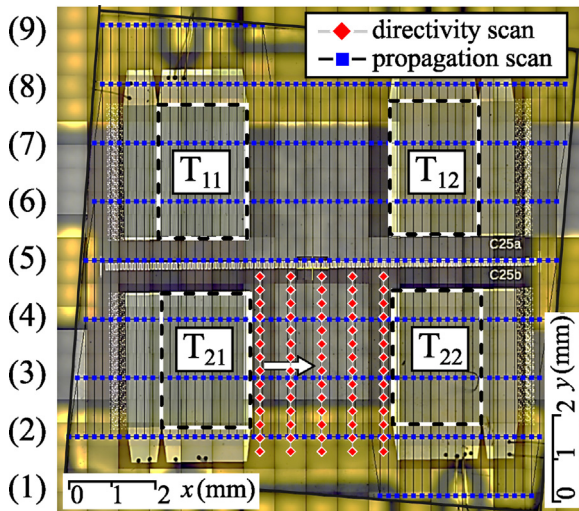 (9)
directivity scan
propagation scan
(8)
(7)
T11 T12
(6)
C25a
(5)
C25b
(4)
T21 T22
(3)
(2)
(1)
0 1 2 x (mm)
0 1 2 y (mm)